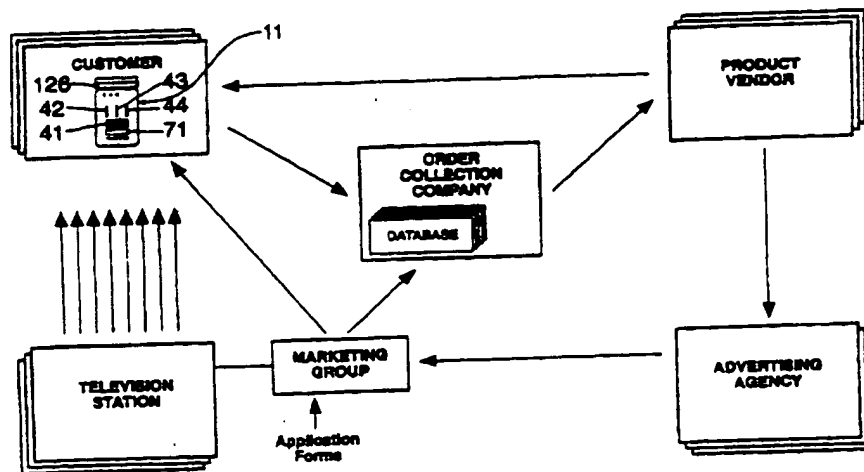 11
CUSTOMER
PRODUCT
VENDOR
126
43
42
44
41
71
ORDER
COLLECTION
COMPANY
DATABASE
MARKETING
GROUP
TELEVISION
STATION
ADVERTISING
AGENCY
Application
Forms